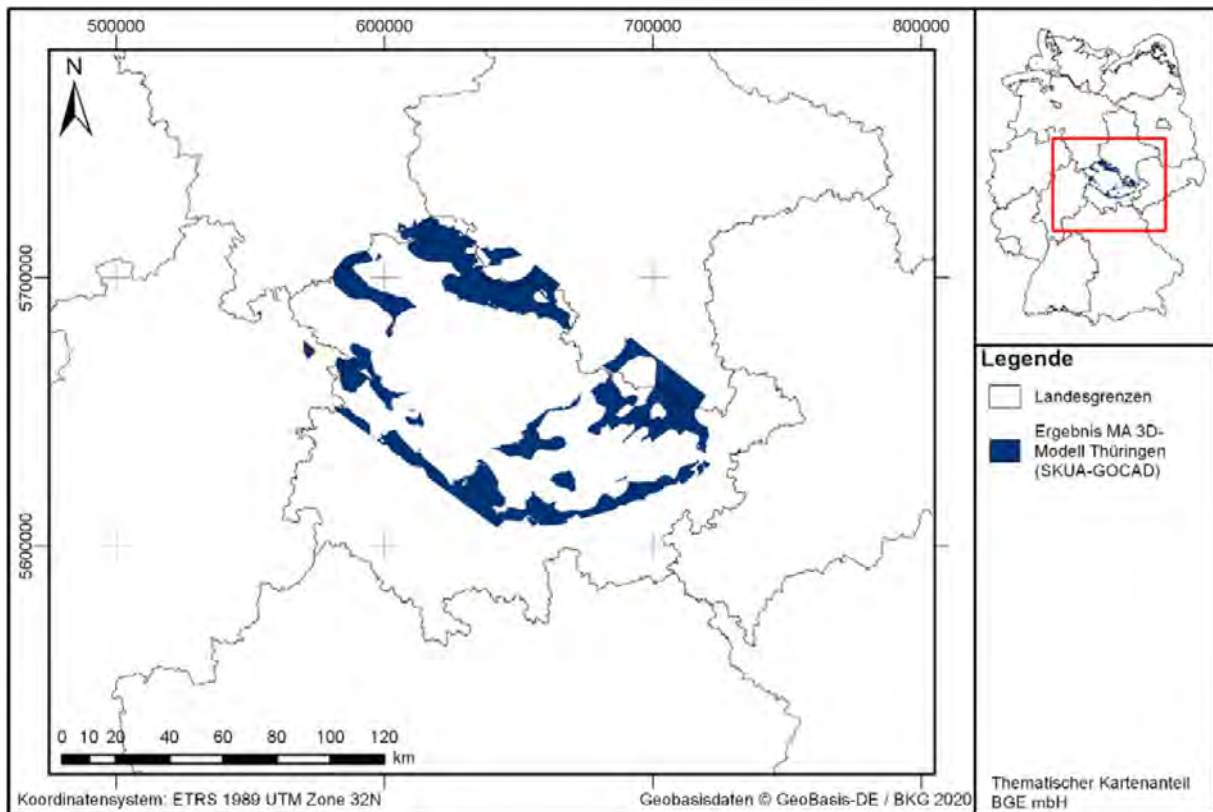 500000
600000
700000
800000
N
5700000
5600000
0 10 20 40 60 80 100 120
km
Koordinatensystem: ETRS 1989 UTM Zone 32N
Geobasisdaten © GeoBasis-DE / BKG 2020
Legende
Landesgrenzen
Ergebnis MA 3D-
Modell Thüringen
(SKUA-GOCAD)
Thematischer Kartenanteil
BGE mbH